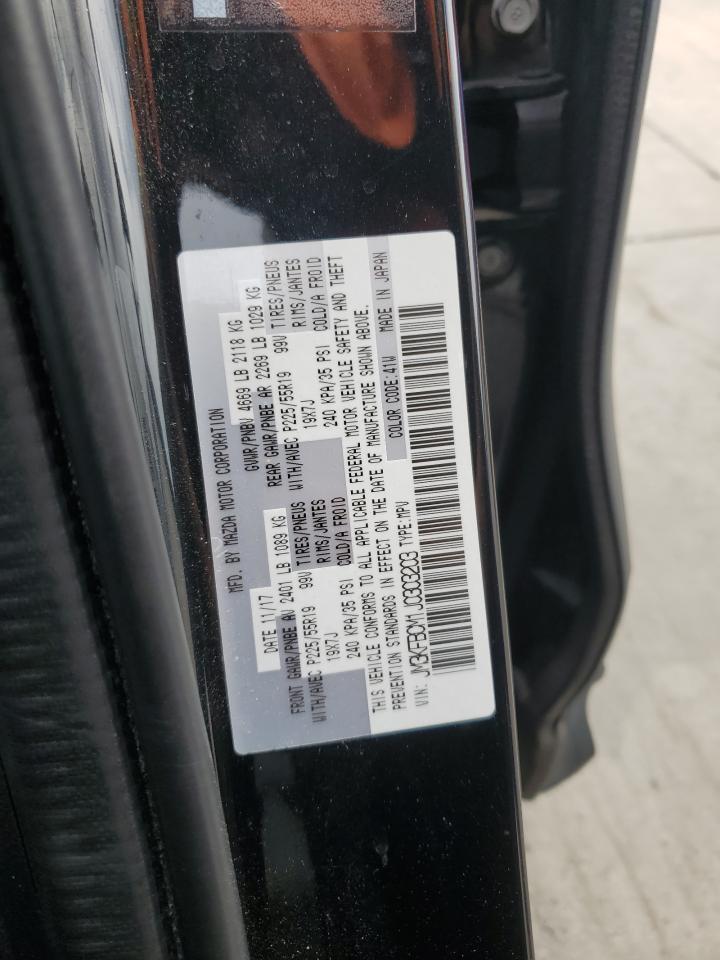 MFD. BY MAZDA MOTOR CORPORATION
DATE 11/17 GVWR/PNBV 4669 LB 2118 KG
FRONT GAWR/PNBE AV 2401 LB 1089 KG REAR GAWR/PNBE AR 2269 LB 1029 KG
WITH/AVEC P225/55R19 99V TIRES/PNEUS WITH/AVEC P225/55R19 99V TIRES/PNEUS
19X7J RIMS/JANTES 19X7J RIMS/JANTES
240 KPA/35 PSI COLD/A FROID 240 KPA/35 PSI COLD/A FROID
THIS VEHICLE CONFORMS TO ALL APPLICABLE FEDERAL MOTOR VEHICLE SAFETY AND THEFT
PREVENTION STANDARDS IN EFFECT ON THE DATE OF MANUFACTURE SHOWN ABOVE.
VIN: JM3KFBCM1J0303203 TYPE:MPV COLOR CODE:41W MADE IN JAPAN